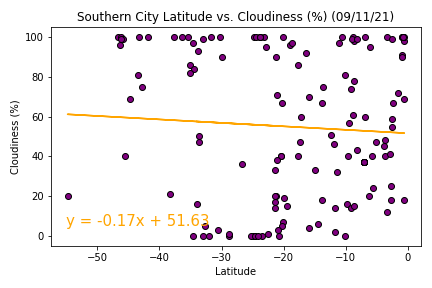 Southern City Latitude vs. Cloudiness (%) (09/11/21)
100
80
60
40
20
0
Cloudiness (%)
y = -0.17x + 51.63
−50 −40 −30 −20 −10 0
Latitude